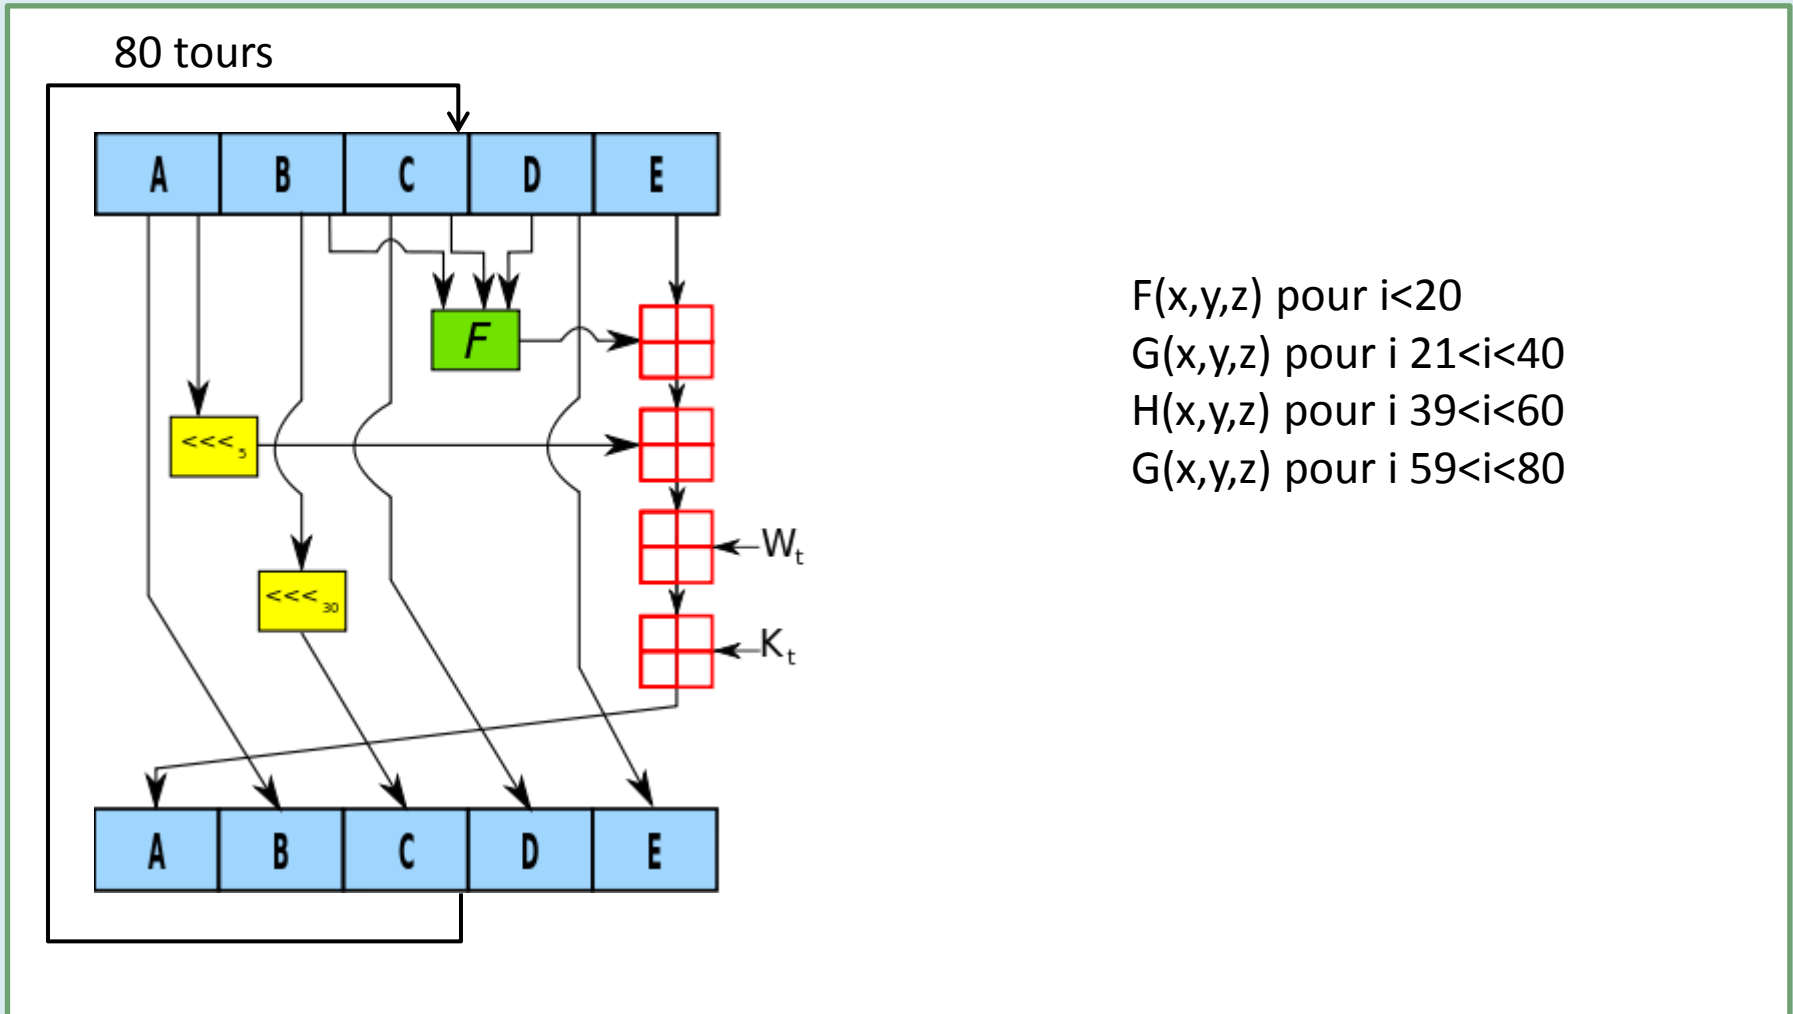 80 tours
A B C D E
F
<<< 5
<<< 30
Wt
Kt
A B C D E
F(x,y,z) pour i<20
G(x,y,z) pour i 21<i<40
H(x,y,z) pour i 39<i<60
G(x,y,z) pour i 59<i<80